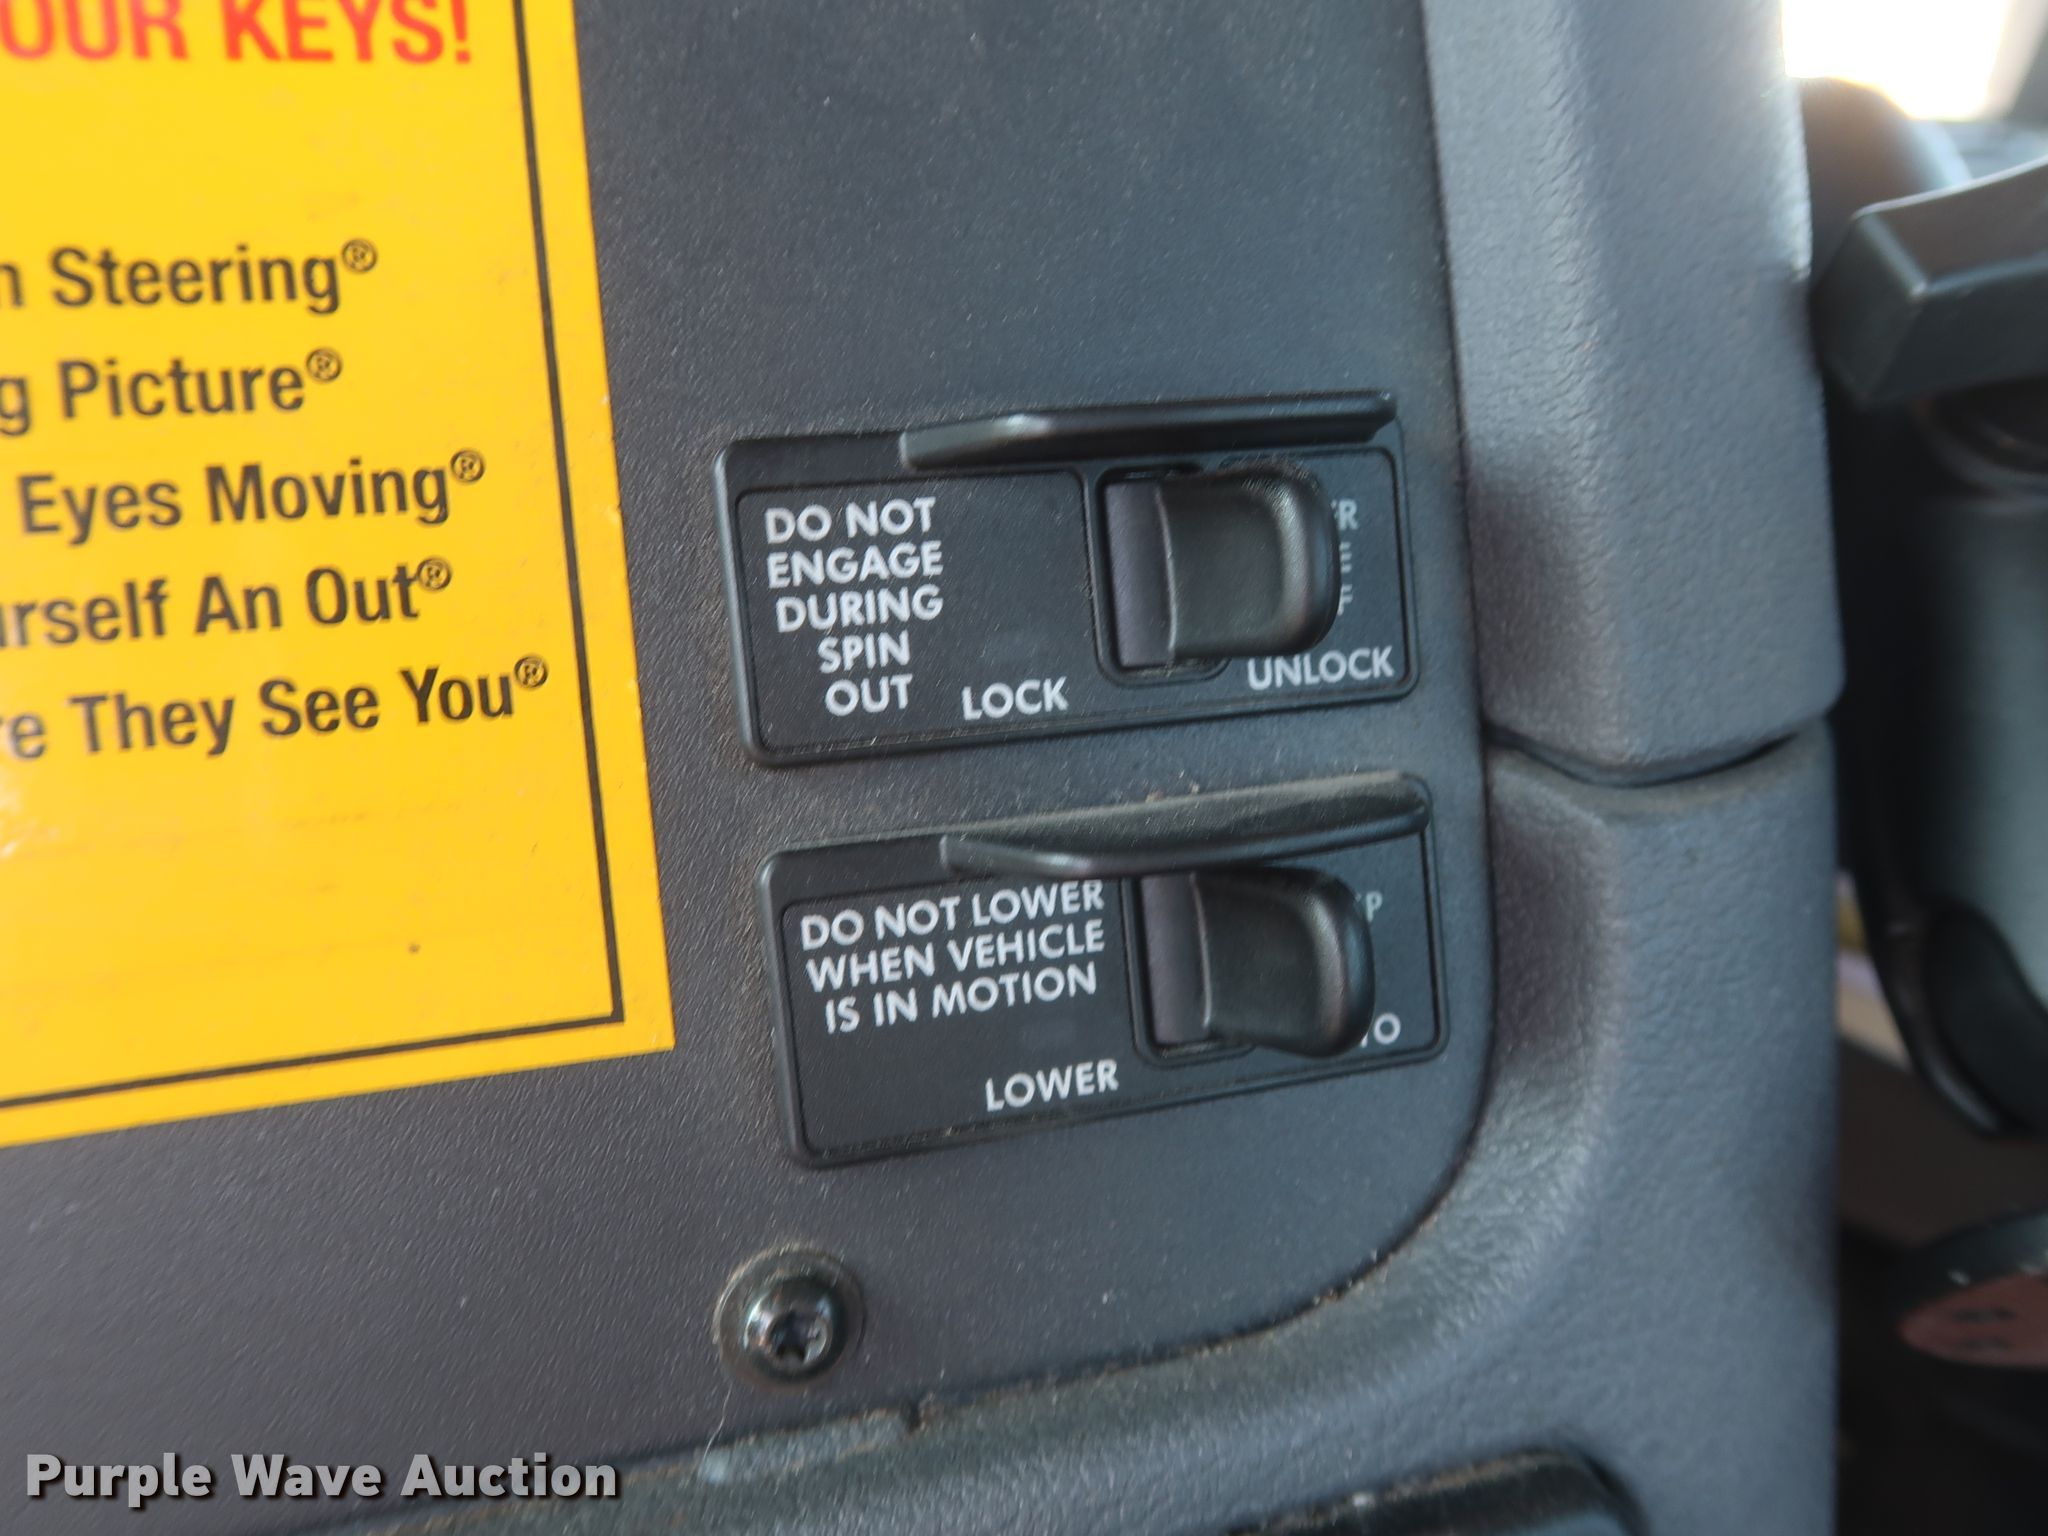 OUR KEYS!
Steering®
Picture®
Eyes Moving®
An Out®
They See You®
DO NOT
ENGAGE
DURING
SPIN
OUT
LOCK
UNLOCK
DO NOT LOWER
WHEN VEHICLE
IS IN MOTION
LOWER
Purple Wave Auction